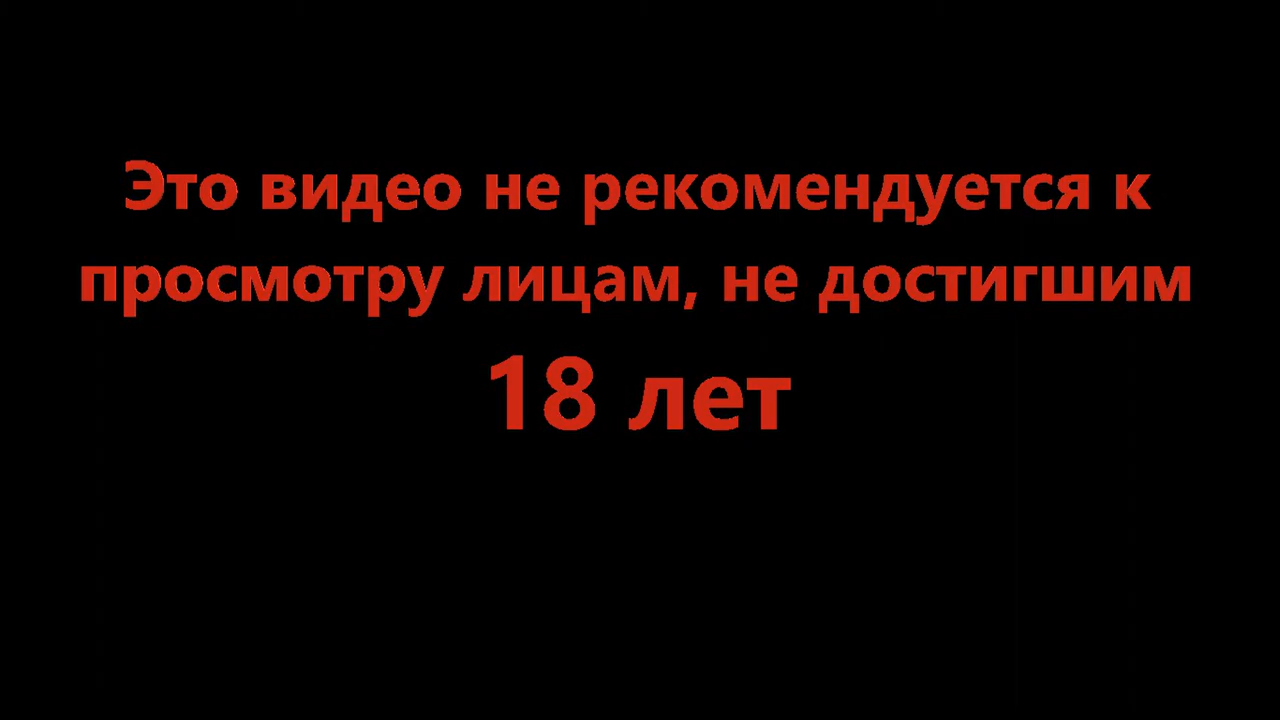 Это видео не рекомендуется к
просмотру лицам, не достигшим
18 лет